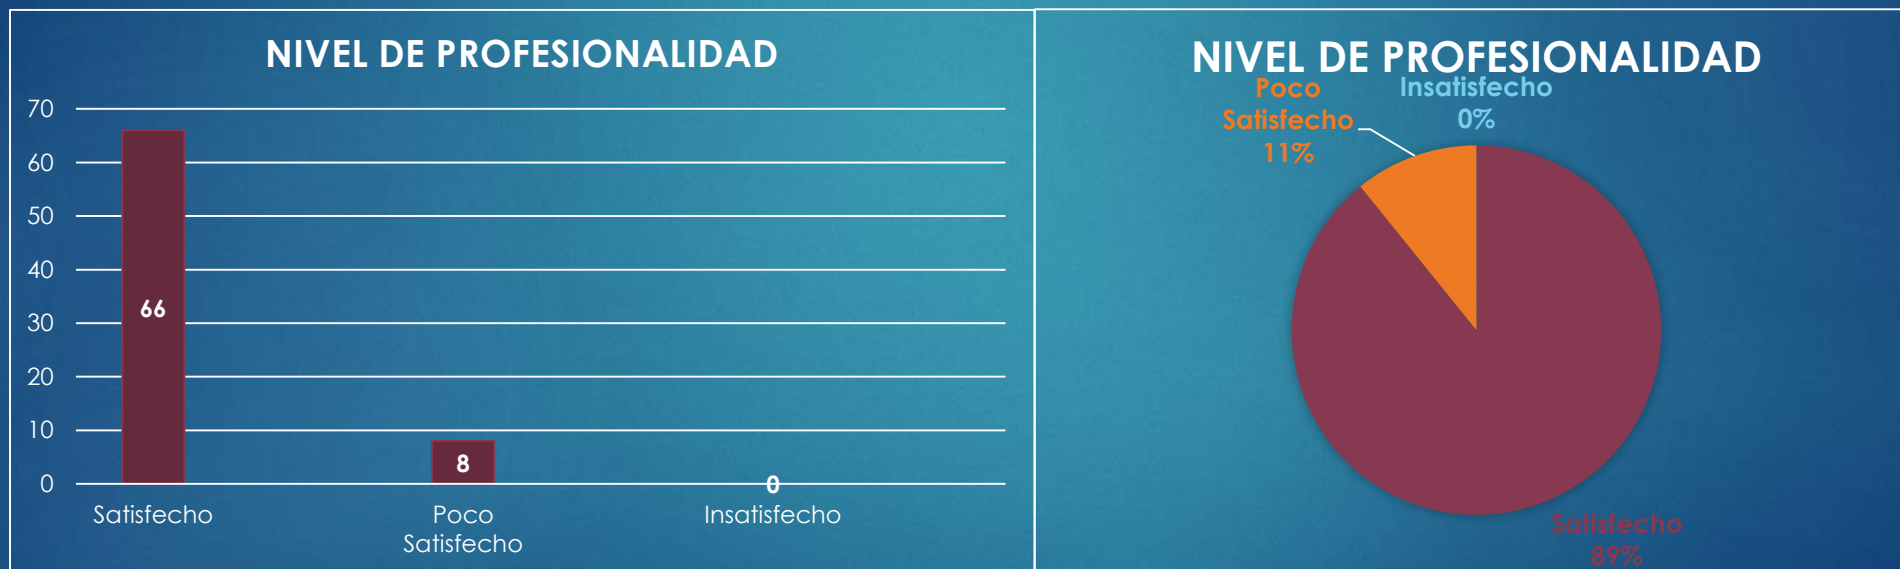 NIVEL DE PROFESIONALIDAD
70
60
50
40
30
20
10
0
66
8
0
Satisfecho
Poco
Satisfecho
Insatisfecho
NIVEL DE PROFESIONALIDAD
Poco
Satisfecho
11%
Insatisfecho
0%
Satisfecho
89%